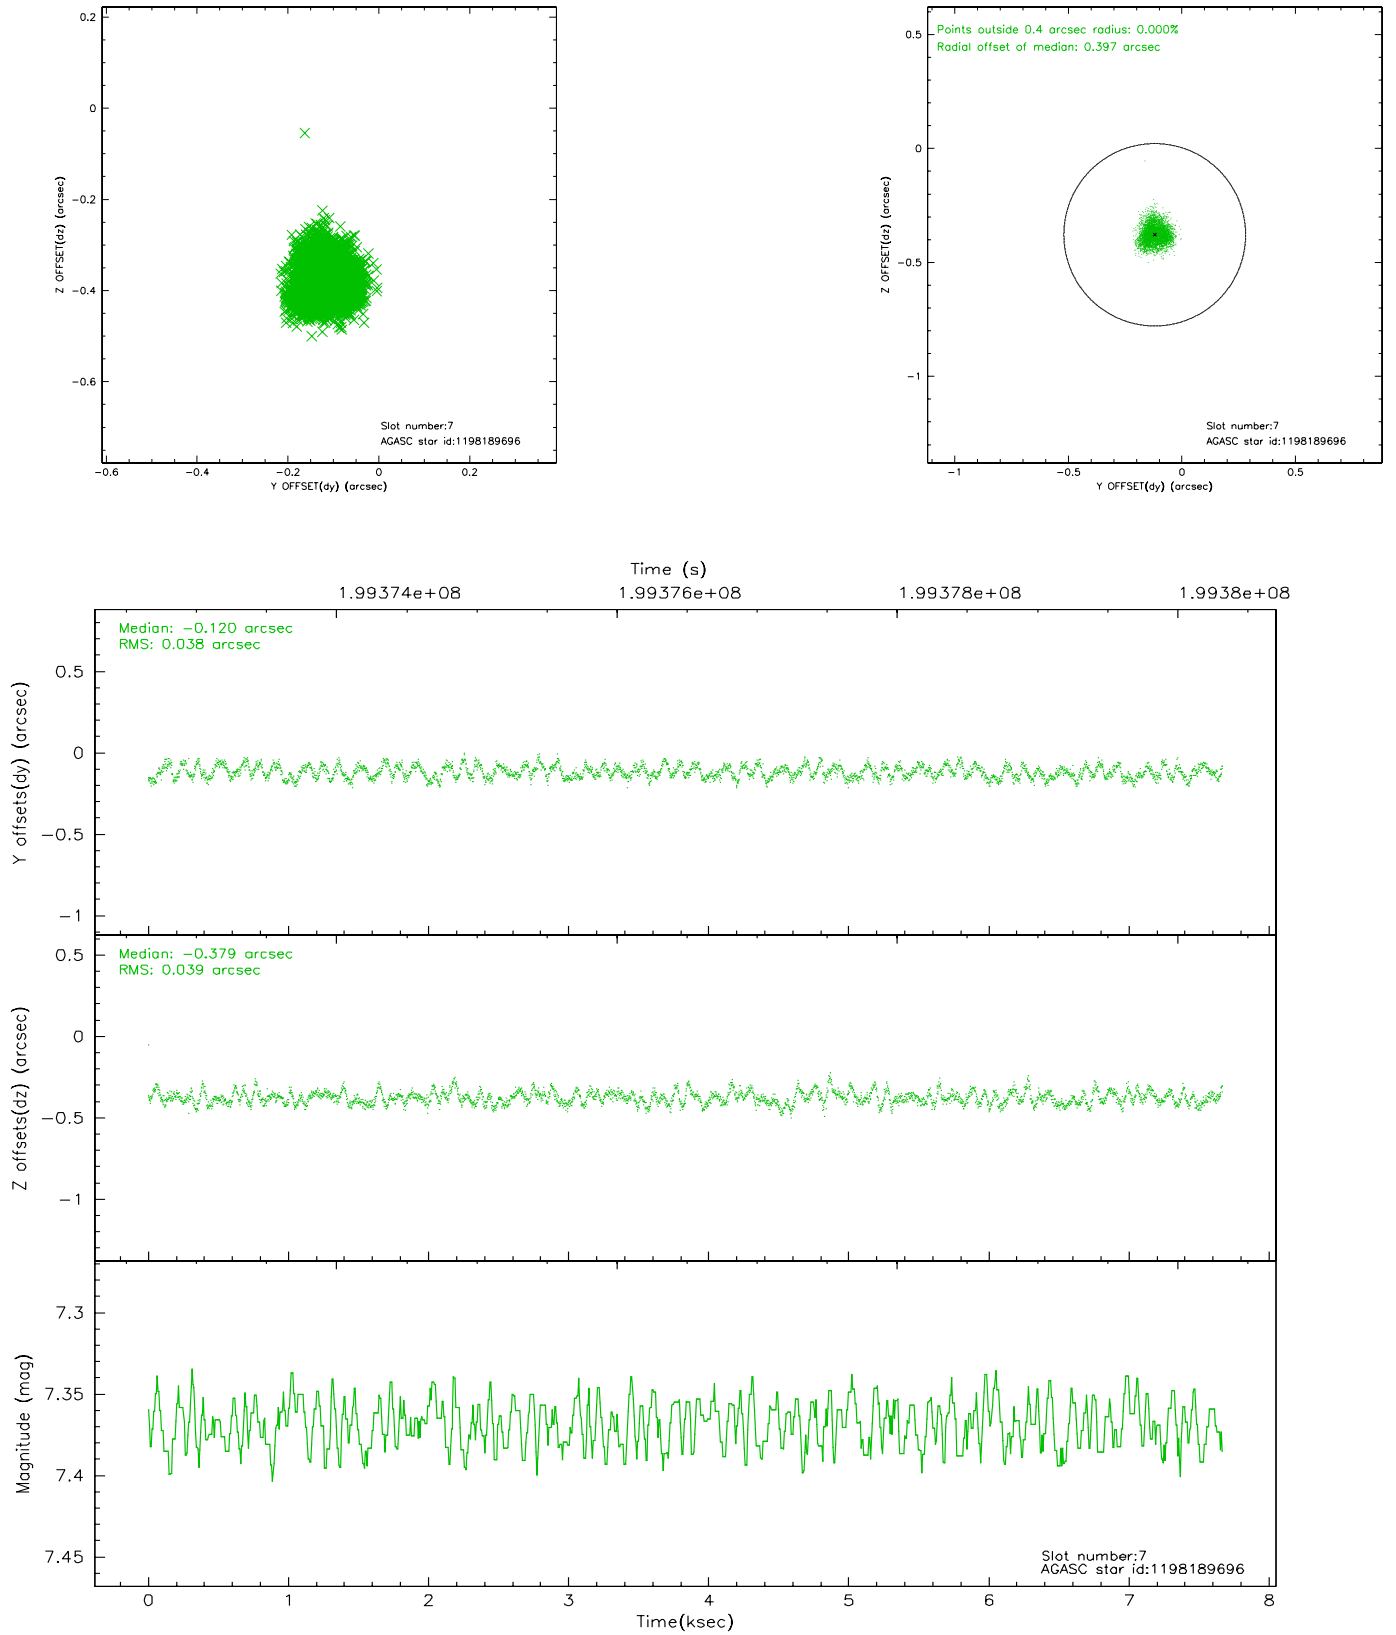 0.2
0
−0.2
−0.4
−0.6
Z OFFSET(dz) (arcsec)
Slot number:7
AGASC star id:1198189696
−0.6 −0.4 −0.2 0 0.2
Y OFFSET(dy) (arcsec)
Points outside 0.4 arcsec radius: 0.000%
Radial offset of median: 0.397 arcsec
0.5
0
−0.5
−1
Z OFFSET(dz) (arcsec)
Slot number:7
AGASC star id:1198189696
−1 −0.5 0 0.5
Y OFFSET(dy) (arcsec)
Time (s)
1.99374e+08 1.99376e+08 1.99378e+08 1.9938e+08
Median: −0.120 arcsec
RMS: 0.038 arcsec
0.5
0
−0.5
−1
Y offsets(dy) (arcsec)
Median: −0.379 arcsec
RMS: 0.039 arcsec
0.5
0
−0.5
−1
Z offsets(dz) (arcsec)
7.3
7.35
7.4
7.45
Magnitude (mag)
Slot number:7
AGASC star id:1198189696
0 1 2 3 4 5 6 7 8
Time(ksec)